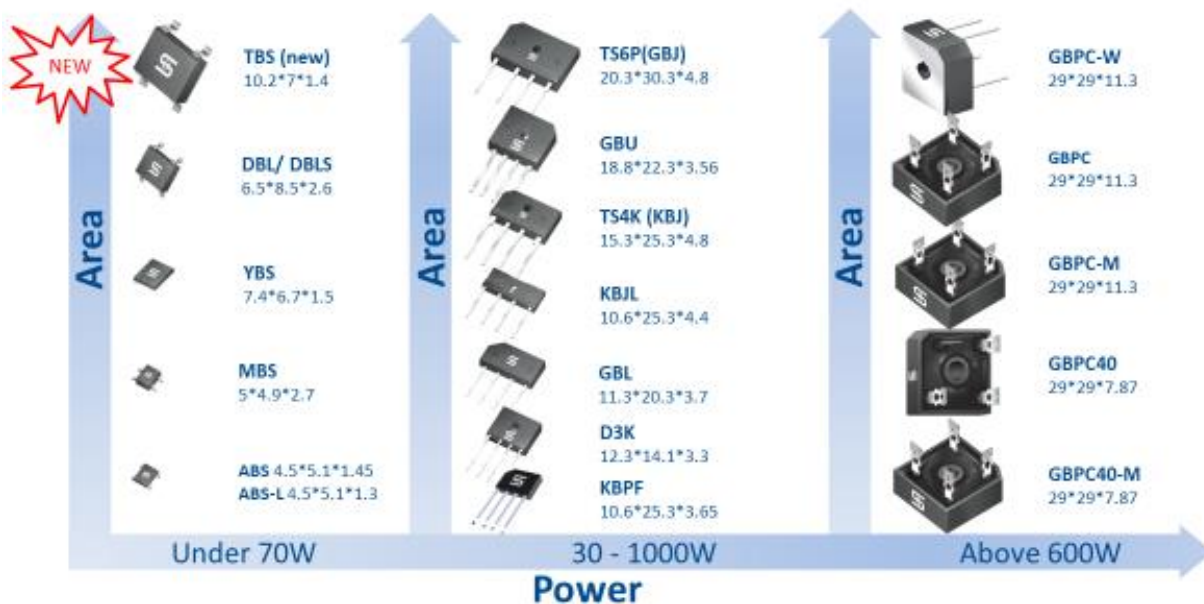 NEW
Area
TBS (new)
10.2*7*1.4
DBL/ DBLS
6.5*8.5*2.6
YBS
7.4*6.7*1.5
MBS
5*4.9*2.7
ABS 4.5*5.1*1.45
ABS-L 4.5*5.1*1.3
Under 70W
Area
TS6P(GBJ)
20.3*30.3*4.8
GBU
18.8*22.3*3.56
TS4K (KBJ)
15.3*25.3*4.8
KBJL
10.6*25.3*4.4
GBL
11.3*20.3*3.7
D3K
12.3*14.1*3.3
KBPF
10.6*25.3*3.65
30 - 1000W
Area
GBPC-W
29*29*11.3
GBPC
29*29*11.3
GBPC-M
29*29*11.3
GBPC40
29*29*7.87
GBPC40-M
29*29*7.87
Above 600W
Power